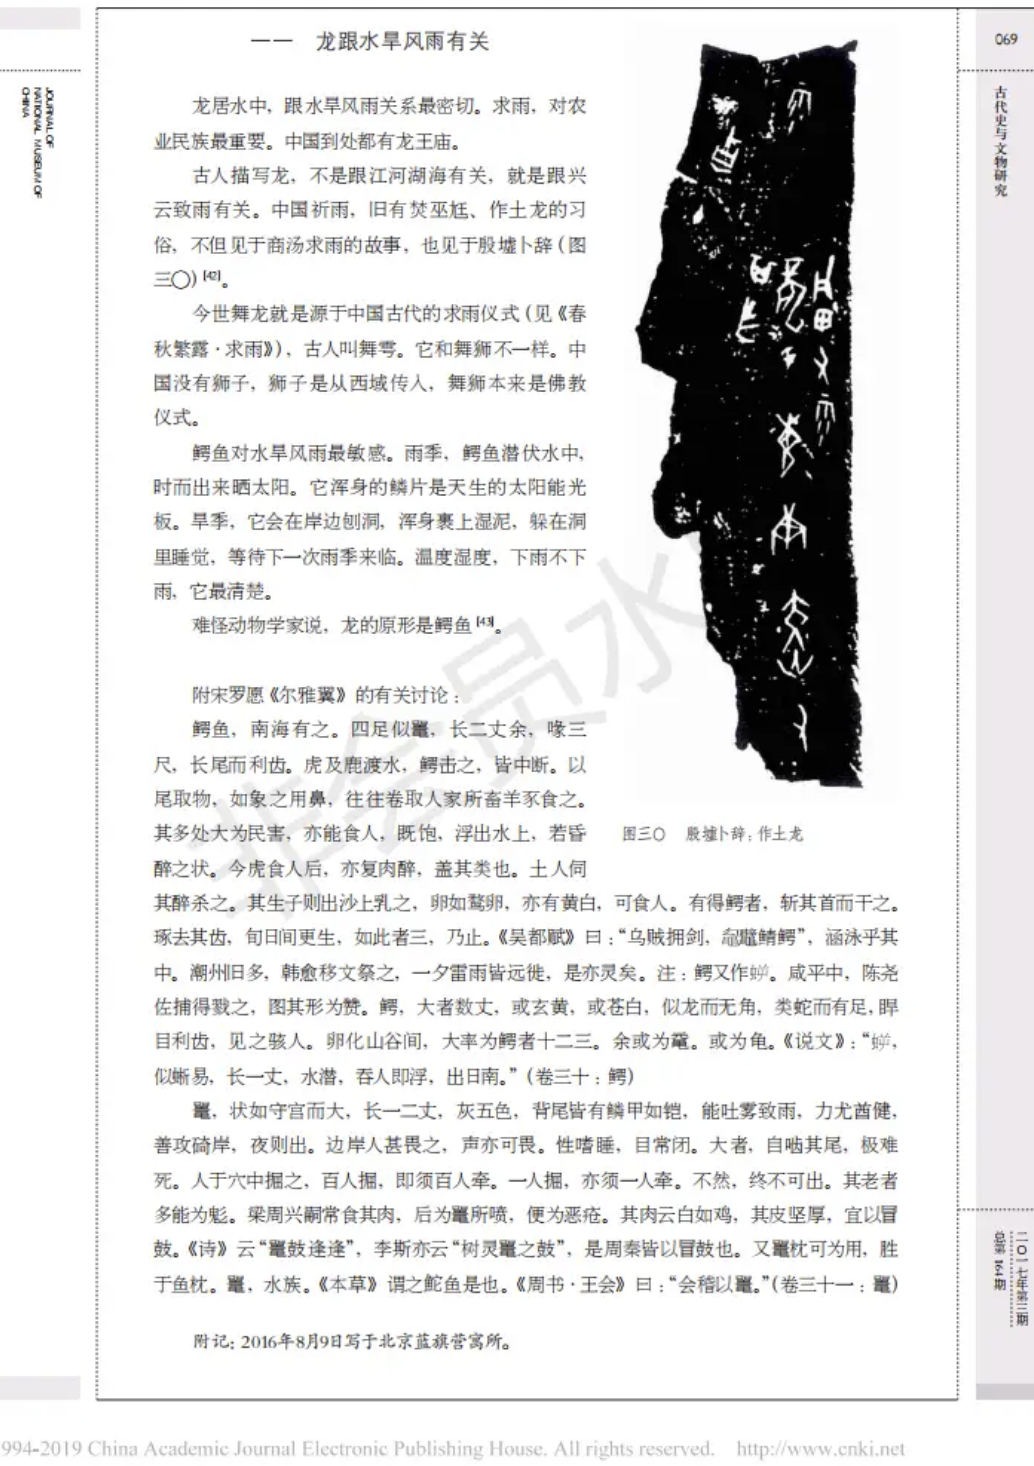 069
古代史与文物研究
JOURNAL OF
NATIONAL MUSEUM OF
CHINA
—— 龙跟水旱风雨有关
龙居水中，跟水旱风雨关系最密切。求雨，对农
业民族最重要。中国到处都有龙王庙。
古人描写龙，不是跟江河湖海有关，就是跟兴
云致雨有关。中国祈雨，旧有焚巫尪、作土龙的习
俗，不但见于商汤求雨的故事，也见于殷墟卜辞（图
三〇）[42]。
今世舞龙就是源于中国古代的求雨仪式（见《春
秋繁露·求雨》），古人叫舞雩。它和舞狮不一样。中
国没有狮子，狮子是从西域传入，舞狮本来是佛教
仪式。
鳄鱼对水旱风雨最敏感。雨季，鳄鱼潜伏水中，
时而出来晒太阳。它浑身的鳞片是天生的太阳能光
板。旱季，它会在岸边刨洞，浑身裹上湿泥，躲在洞
里睡觉，等待下一次雨季来临。温度湿度，下雨不下
雨，它最清楚。
难怪动物学家说，龙的原形是鳄鱼[43]。
附宋罗愿《尔雅翼》的有关讨论：
鳄鱼，南海有之。四足似鼍，长二丈余，喙三
尺，长尾而利齿。虎及鹿渡水，鳄击之，皆中断。以
尾取物，如象之用鼻，往往卷取人家所畜羊豕食之。
其多处大为民害，亦能食人，既饱，浮出水上，若昏
醉之状。今虎食人后，亦复肉醉，盖其类也。土人伺
其醉杀之。其生子则出沙上乳之，卵如鹜卵，亦有黄白，可食人。有得鳄者，斩其首而干之。
琢去其齿，旬日间更生，如此者三，乃止。《吴都赋》曰：“乌贼拥剑，鼊鲭鳄”，涵泳乎其
中。潮州旧多，韩愈移文祭之，一夕雷雨皆远徙，是亦灵矣。注：鳄又作。咸平中，陈尧
佐捕得戮之，图其形为赞。鳄，大者数丈，或玄黄，或苍白，似龙而无角，类蛇而有足，睅
目利齿，见之骇人。卵化山谷间，大率为鳄者十二三。余或为鼋。或为龟。《说文》：“，
似蜥易，长一丈，水潜，吞人即浮，出日南。”（卷三十：鳄）
鼍，状如守宫而大，长一二丈，灰五色，背尾皆有鳞甲如铠，能吐雾致雨，力尤酋健，
善攻碕岸，夜则出。边岸人甚畏之，声亦可畏。性嗜睡，目常闭。大者，自啮其尾，极难
死。人于穴中掘之，百人掘，即须百人牵。一人掘，亦须一人牵。不然，终不可出。其老者
多能为魅。梁周兴嗣常食其肉，后为鼍所喷，便为恶疮。其肉云白如鸡，其皮坚厚，宜以冒
鼓。《诗》云“鼍鼓逢逢”，李斯亦云“树灵鼍之鼓”，是周秦皆以冒鼓也。又鼍枕可为用，胜
于鱼枕。鼍，水族。《本草》谓之鮀鱼是也。《周书·王会》曰：“会稽以鼍。”（卷三十一：鼍）
附记：2016年8月9日写于北京蓝旗营寓所。
图三〇 殷墟卜辞：作土龙
二〇一七年第三期
总第164期
非会员水
1994-2019 China Academic Journal Electronic Publishing House. All rights reserved. http://www.cnki.net